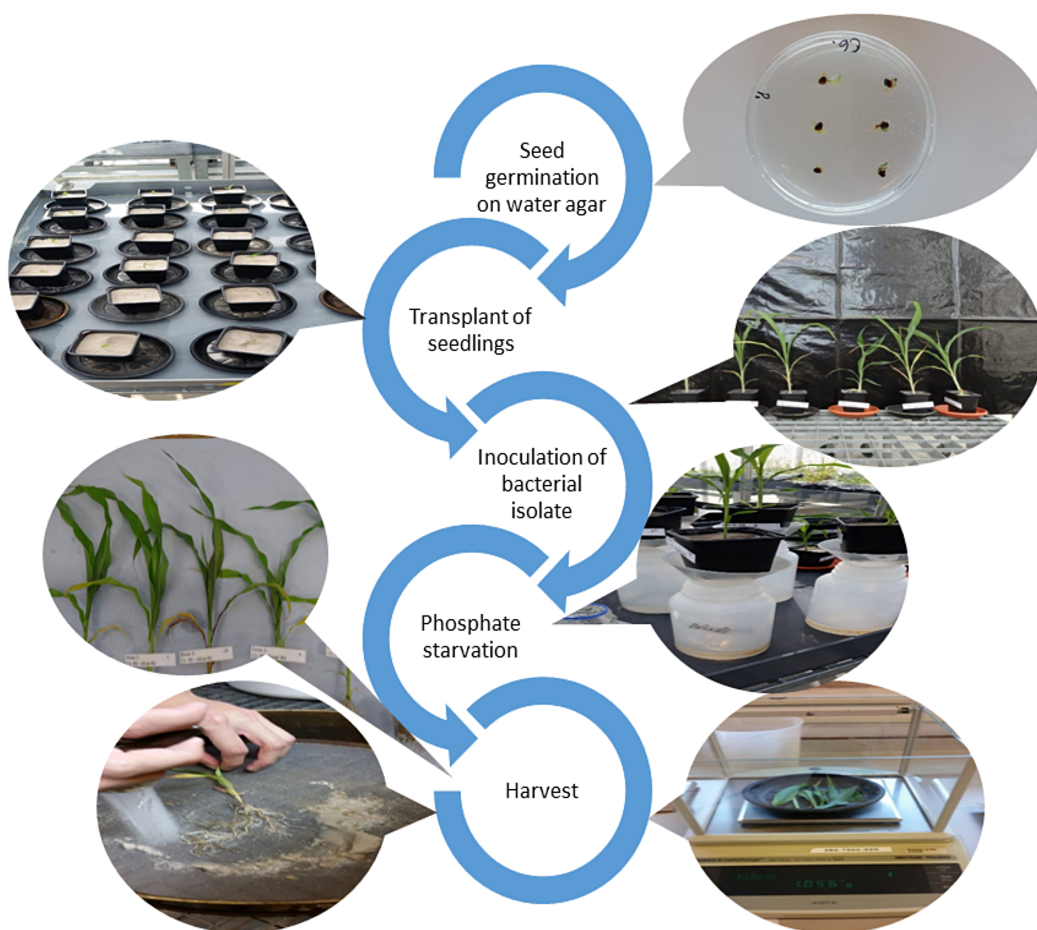 Seed
germination
on water agar
Transplant of
seedlings
Inoculation of
bacterial
isolate
Phosphate
starvation
Harvest